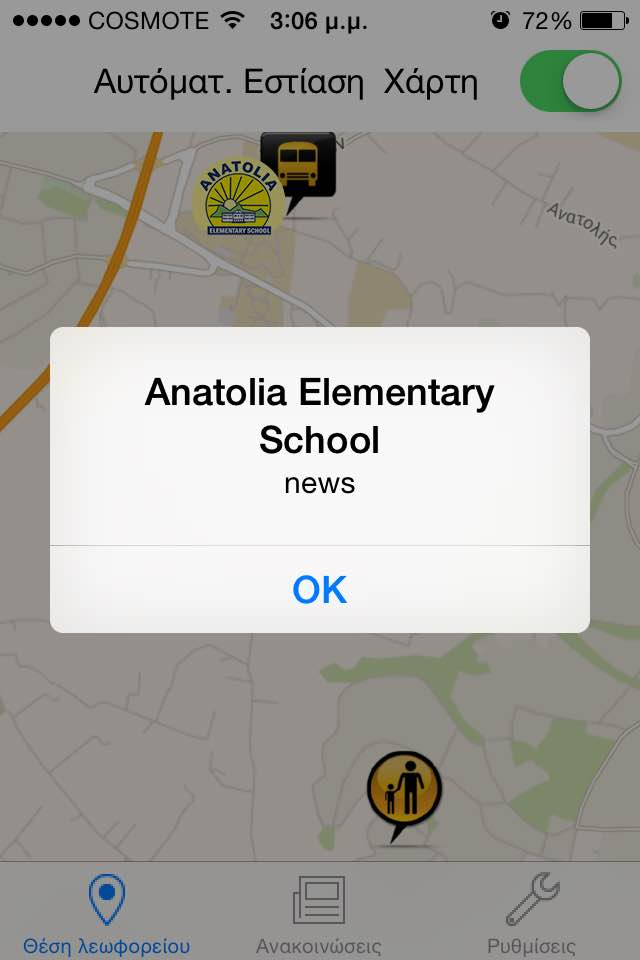 COSMOTE 3:06 μ.μ. 72%
Αυτόματ. Εστίαση Χάρτη
ANATOLIA
ELEMENTARY SCHOOL
Ανατολής
Anatolia Elementary
School
news
OK
Θέση λεωφορείου Ανακοινώσεις Ρυθμίσεις